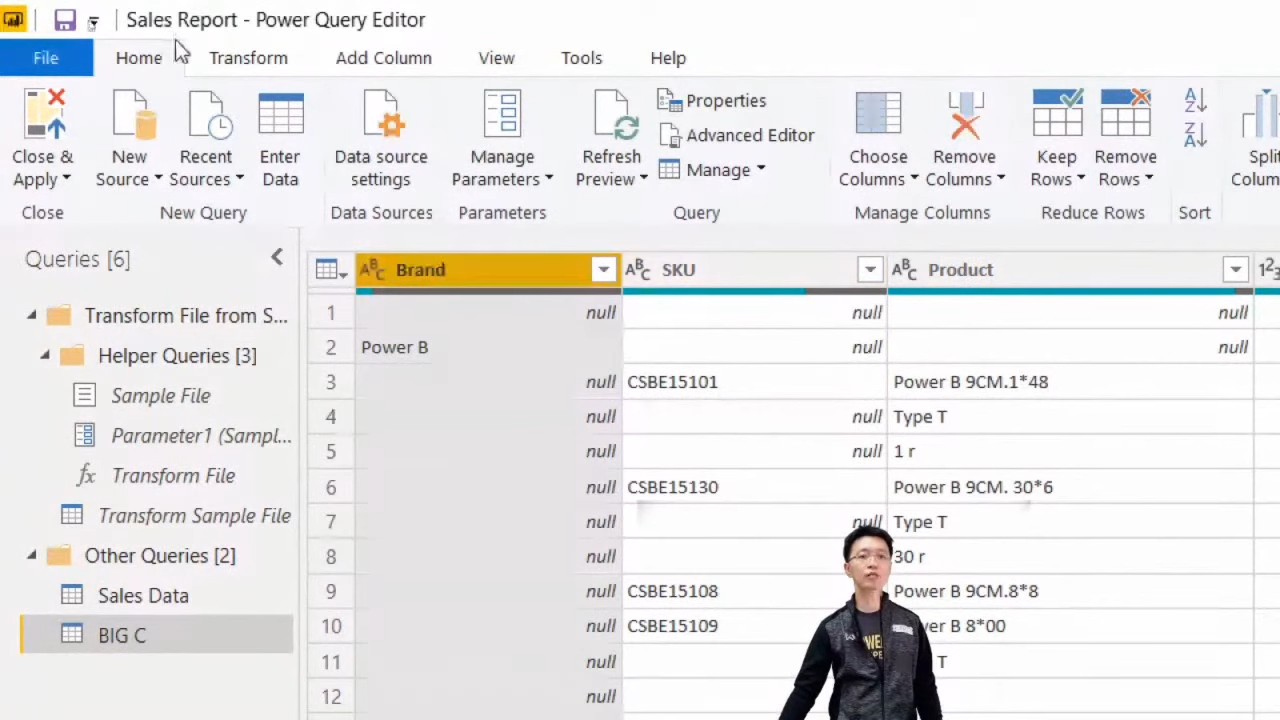 Sales Report - Power Query Editor
File Home Transform Add Column View Tools Help
Close & Apply
New Source
Recent Sources
Enter Data
Data source settings
Manage Parameters
Refresh Preview
Properties
Advanced Editor
Manage
Choose Columns
Remove Columns
Keep Rows
Remove Rows
Close New Query Data Sources Parameters Query Manage Columns Reduce Rows Sort
Queries [6]
Transform File from S...
Helper Queries [3]
Sample File
Parameter1 (Sampl...
fx Transform File
Transform Sample File
Other Queries [2]
Sales Data
BIG C
ABC Brand ABC SKU ABC Product
1 null null null
2 Power B null null
3 null CSBE15101 Power B 9CM.1*48
4 null null Type T
5 null null 1 r
6 null CSBE15130 Power B 9CM. 30*6
7 null null Type T
8 null 30 r
9 null CSBE15108 Power B 9CM.8*8
10 null CSBE15109 B 8*00
11 null T
12 null